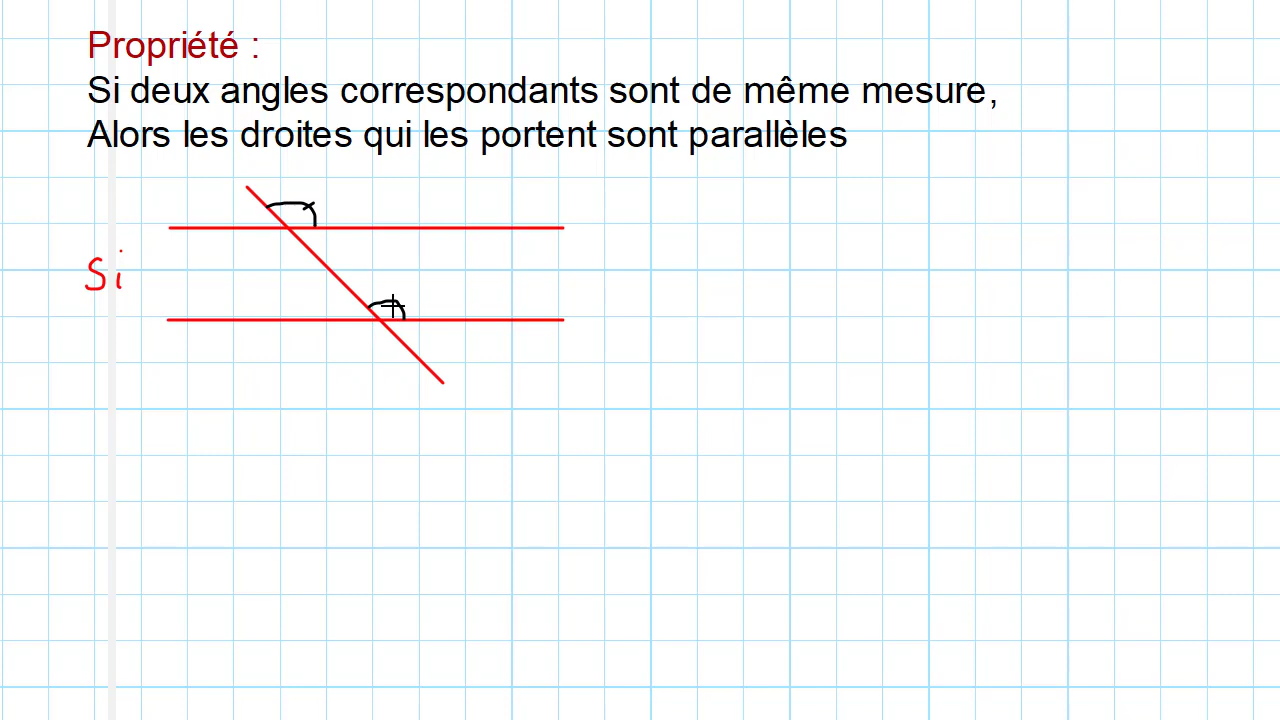 Propriété :
Si deux angles correspondants sont de même mesure,
Alors les droites qui les portent sont parallèles
Si